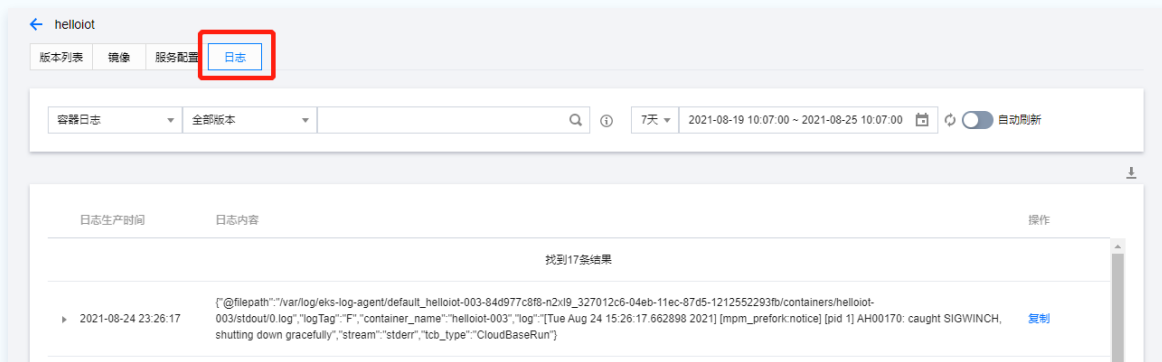 helloiot
版本列表 镜像 服务配置 日志
容器日志 全部版本 7天 2021-08-19 10:07:00 ~ 2021-08-25 10:07:00 自动刷新
日志生产时间 日志内容 操作
找到17条结果
{"@filepath":"/var/log/eks-log-agent/default_helloiot-003-84d977c8f8-n2xl9_327012c6-04eb-11ec-87d5-1212552293fb/containers/helloiot-
2021-08-24 23:26:17 003/stdout/0.log","logTag":"F","container_name":"helloiot-003","log":"[Tue Aug 24 15:26:17.662898 2021] [mpm_prefork:notice] [pid 1] AH00170: caught SIGWINCH, 复制
shutting down gracefully","stream":"stderr","tcb_type":"CloudBaseRun"}